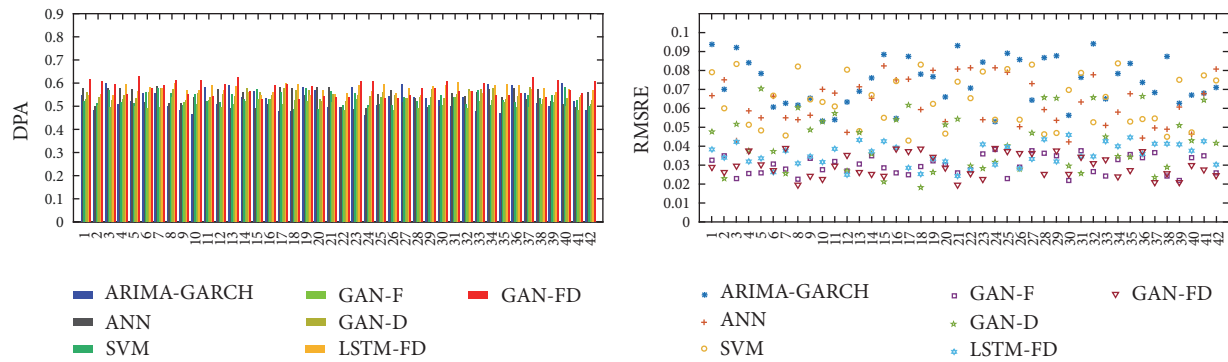 DPA
0.9
0.8
0.7
0.6
0.5
0.4
0.3
0.2
0.1
0
1 2 3 4 5 6 7 8 9 10 11 12 13 14 15 16 17 18 19 20 21 22 23 24 25 26 27 28 29 30 31 32 33 34 35 36 37 38 39 40 41 42
ARIMA-GARCH GAN-F GAN-FD
ANN GAN-D
SVM LSTM-FD
RMSRE
0.1
0.09
0.08
0.07
0.06
0.05
0.04
0.03
0.02
0.01
0
1 2 3 4 5 6 7 8 9 10 11 12 13 14 15 16 17 18 19 20 21 22 23 24 25 26 27 28 29 30 31 32 33 34 35 36 37 38 39 40 41 42
ARIMA-GARCH GAN-F GAN-FD
ANN GAN-D
SVM LSTM-FD